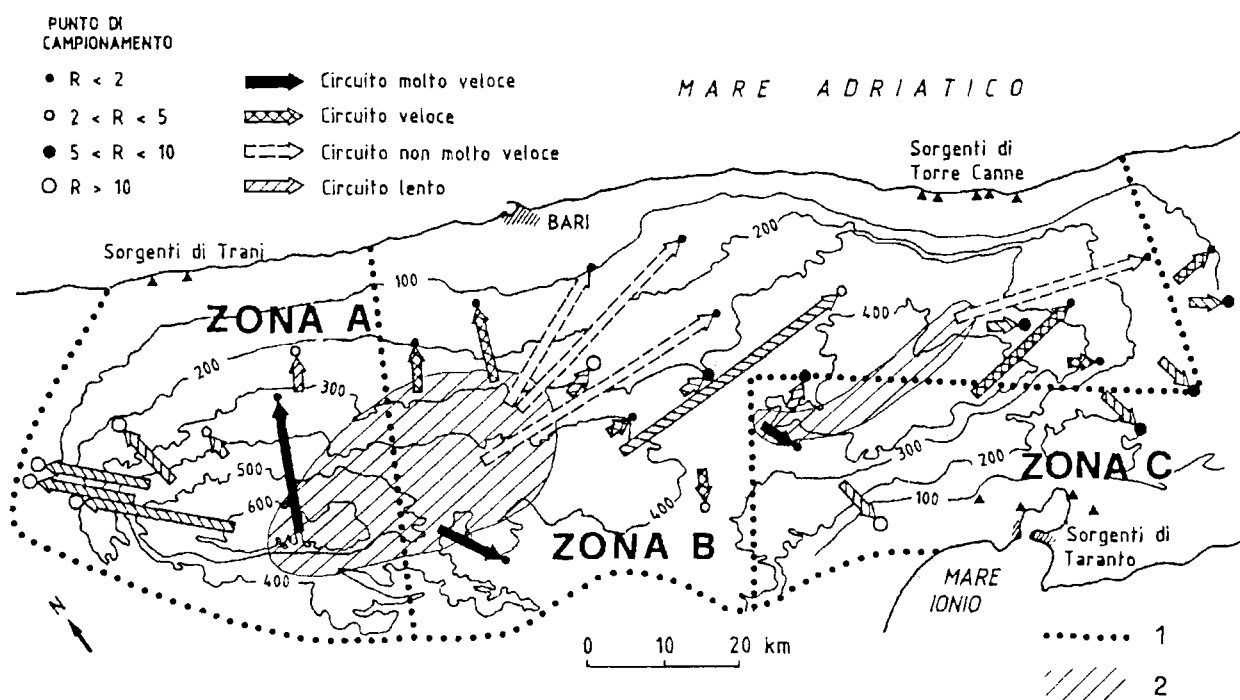 PUNTO DI
CAMPIONAMENTO
R < 2
2 < R < 5
5 < R < 10
R > 10
Circuito molto veloce
Circuito veloce
Circuito non molto veloce
Circuito lento
MARE ADRIATICO
Sorgenti di
Torre Canne
BARI
Sorgenti di Trani
ZONA A
100
200
300
500
600
400
200
400
400
ZONA B
300
200
100
ZONA C
Sorgenti di
Taranto
MARE
IONIO
N
0 10 20 km
1
2